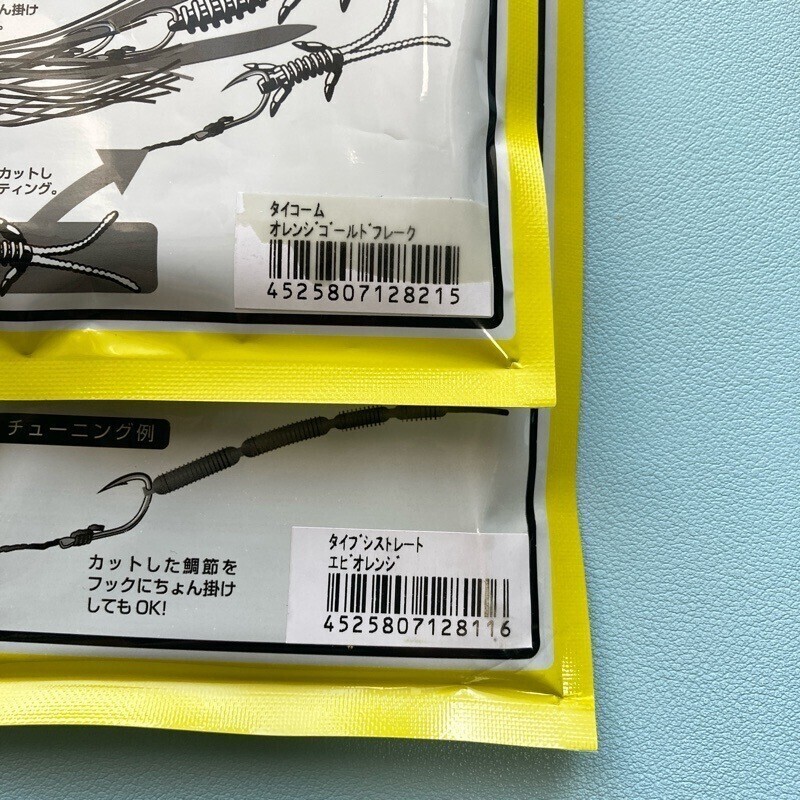 ん掛け
カットし
ティング。
タイコーム
オレンジゴールドフレーク
4525807128215
チューニング例
カットした鯛節を
フックにちょん掛け
してもOK!
タイブシストレート
エビオレンジ
4525807128116